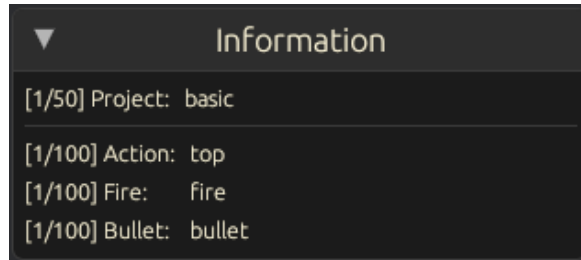 Information
[1/50] Project: basic
[1/100] Action: top
[1/100] Fire: fire
[1/100] Bullet: bullet